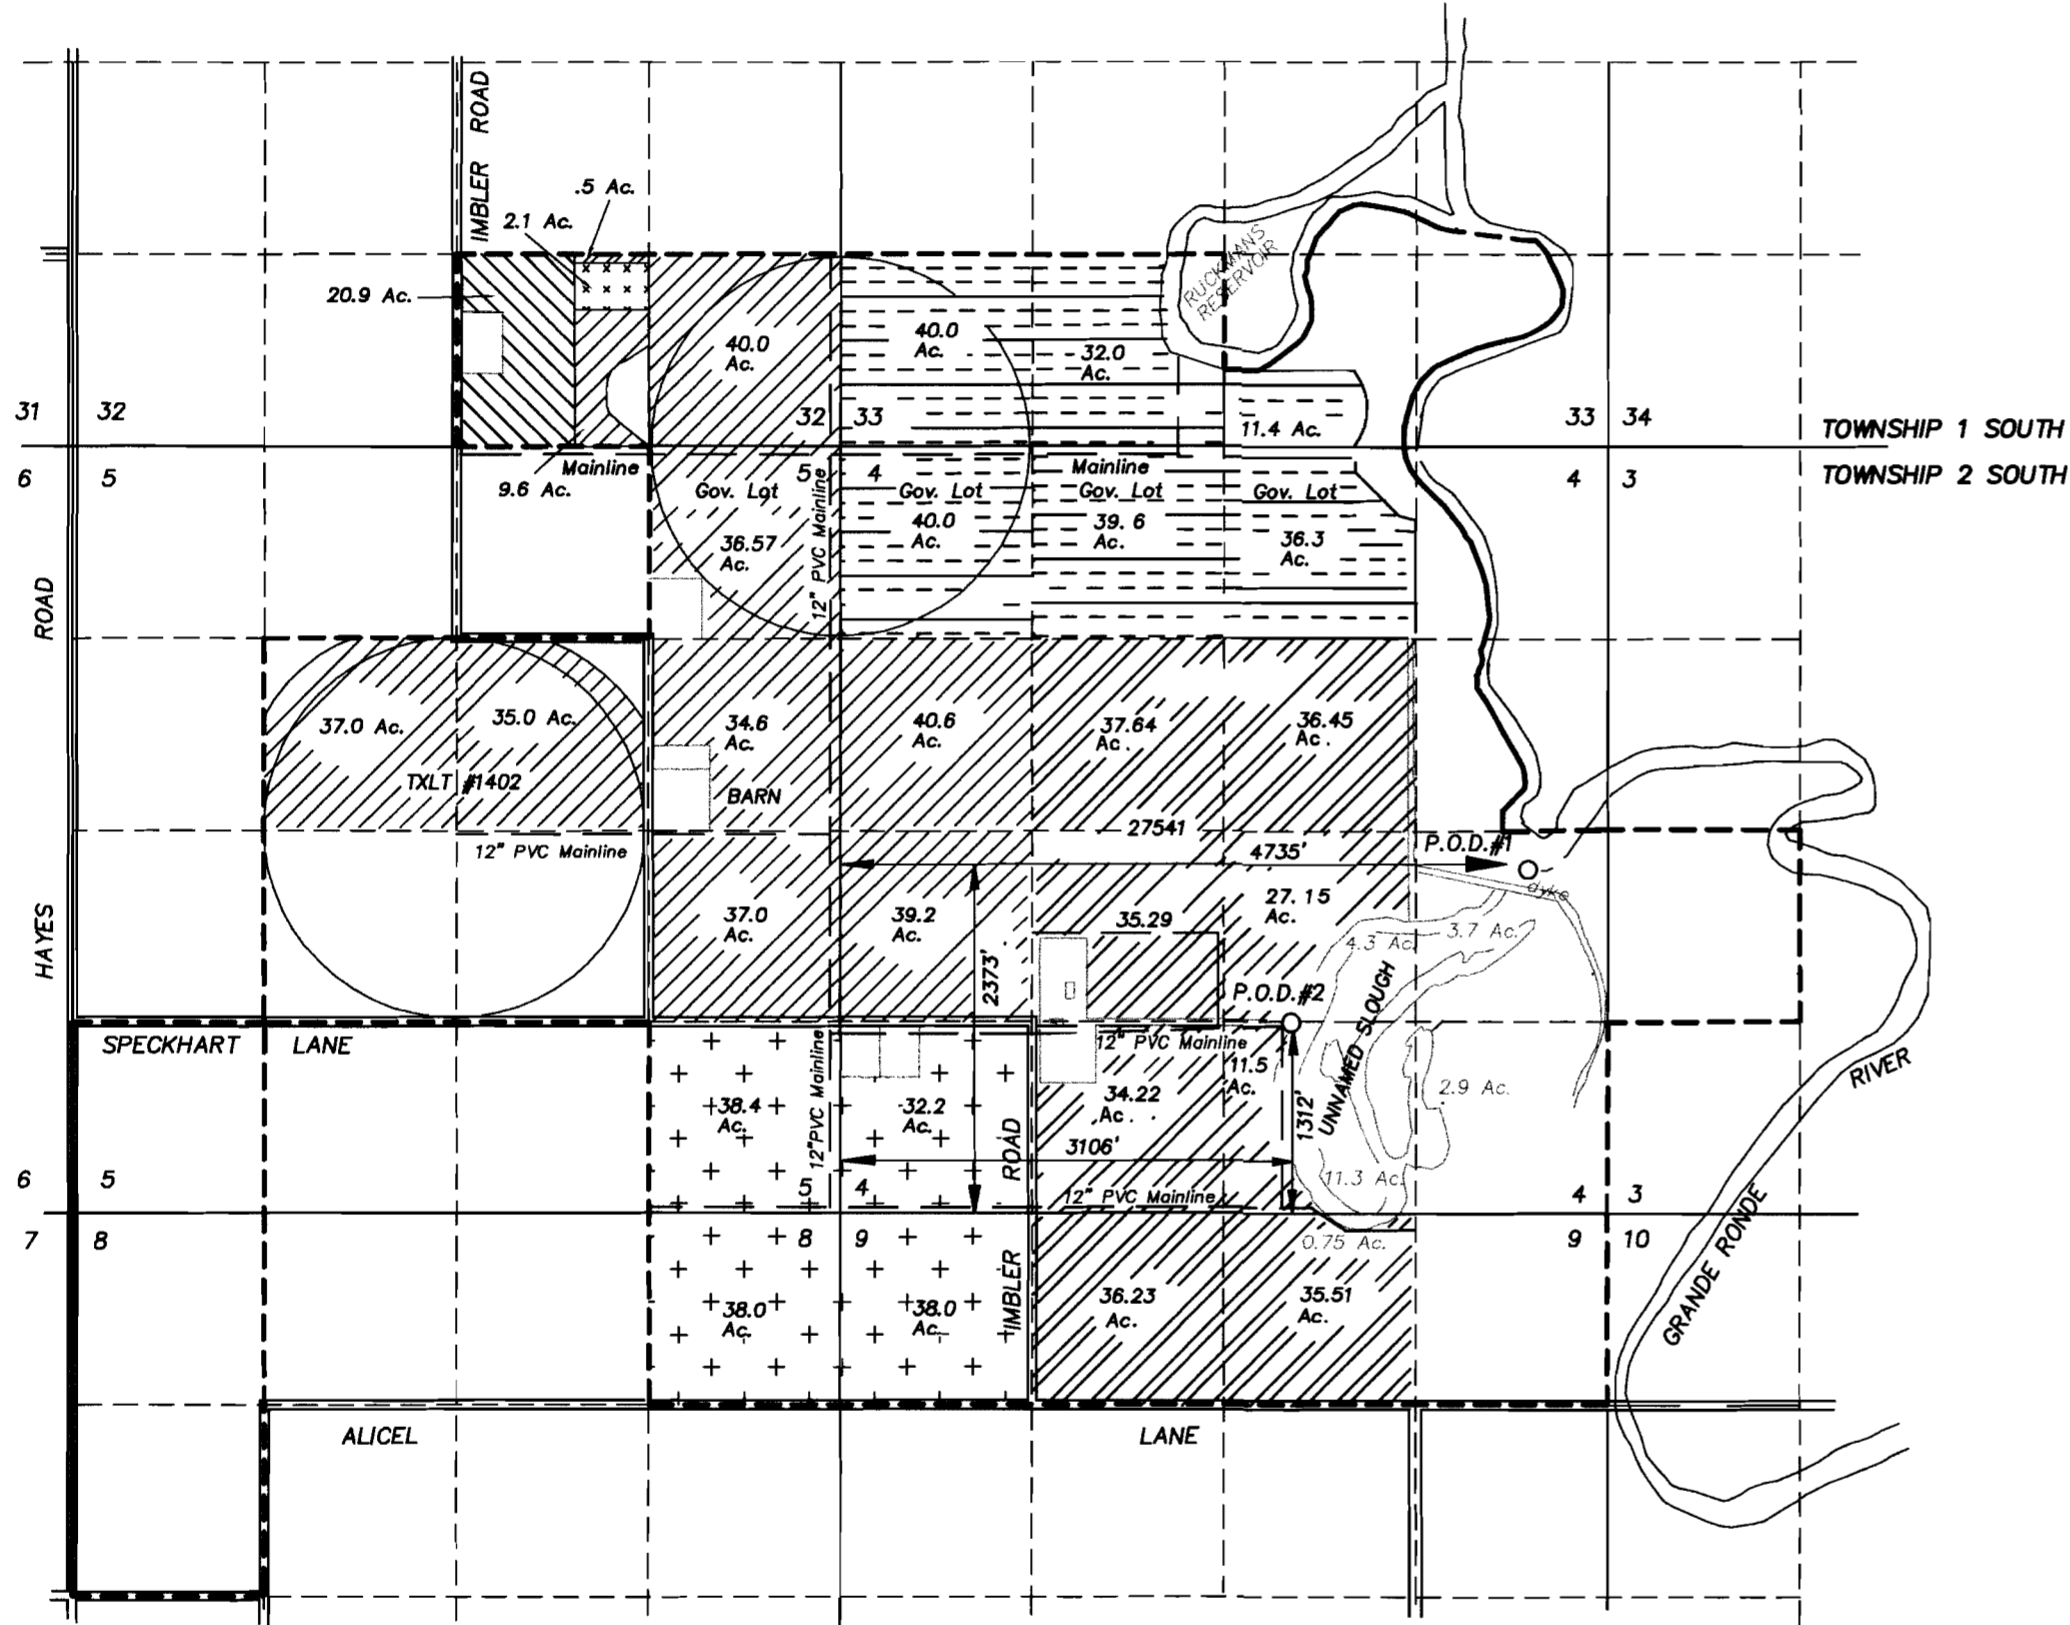 IMBLER ROAD
.5 Ac.
2.1 Ac.
20.9 Ac.
RUCKMANS
RESERVOIR
40.0
Ac.
40.0
Ac.
32.0
Ac.
11.4 Ac.
31 32
32 33
33 34
TOWNSHIP 1 SOUTH
6 5
5 4
4 3
TOWNSHIP 2 SOUTH
Mainline
9.6 Ac.
Mainline
Gov. Lot
Gov. Lot
Gov. Lot
Gov. Lot
36.57
Ac.
12" PVC Mainline
40.0
Ac.
39.6
Ac.
36.3
Ac.
HAYES ROAD
37.0 Ac.
35.0 Ac.
TXLT #1402
34.6
Ac.
BARN
40.6
Ac.
37.64
Ac.
36.45
Ac.
27541
4735'
P.O.D.#1
dyke
12" PVC Mainline
37.0
Ac.
39.2
Ac.
2373'
35.29
27.15
Ac.
4.3 Ac.
3.7 Ac.
P.O.D.#2
UNNAMED SLOUGH
SPECKHART LANE
12" PVC Mainline
11.5
Ac.
12"PVC Mainline
38.4
Ac.
32.2
Ac.
34.22
Ac.
1312'
2.9 Ac.
3106'
11.3 Ac.
12" PVC Mainline
RIVER
GRANDE RONDE
6 5
5 4
4 3
7 8
8 9
9 10
0.75 Ac.
IMBLER ROAD
38.0
Ac.
38.0
Ac.
36.23
Ac.
35.51
Ac.
ALICEL LANE